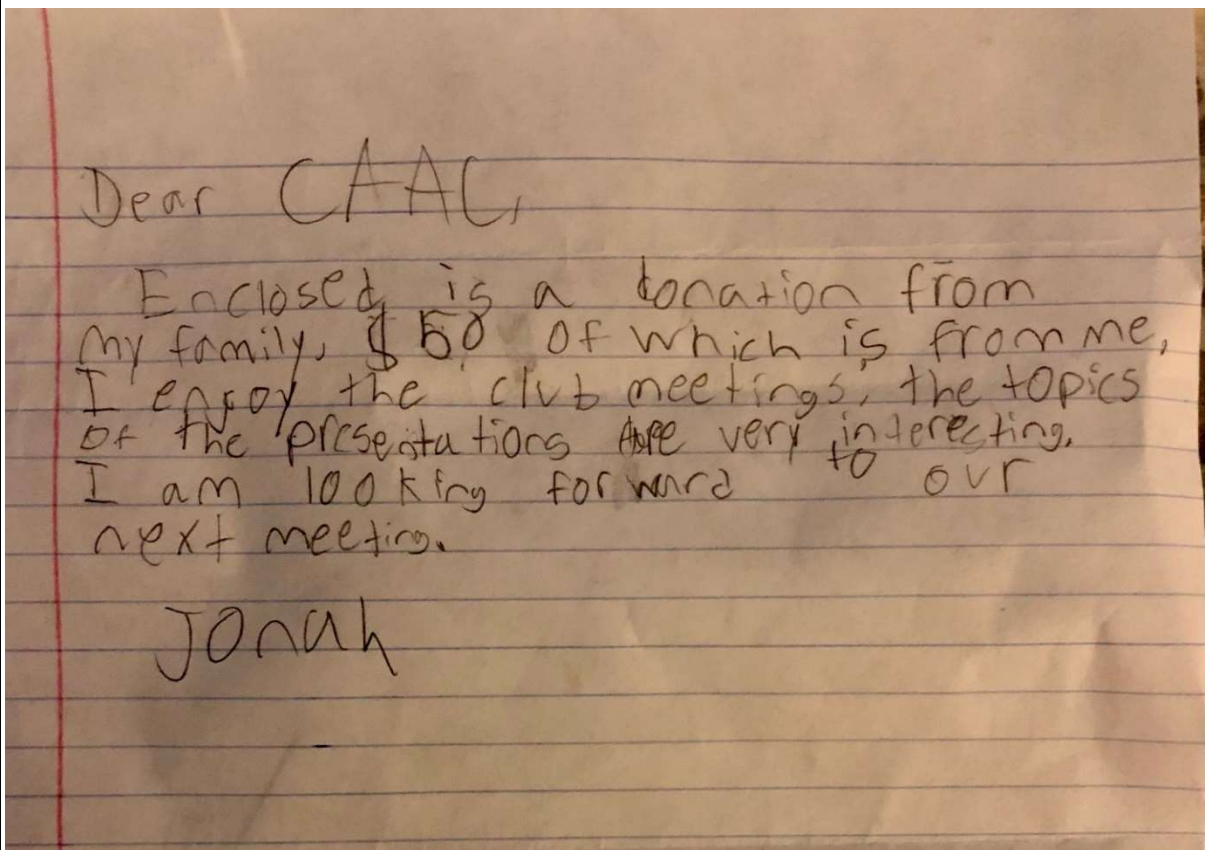 Dear CAAC,
Enclosed is a donation from
my family, $50 of which is from me,
I enjoy the club meetings, the topics
of the presentations are very interesting.
I am looking forward to our
next meeting.
Jonah